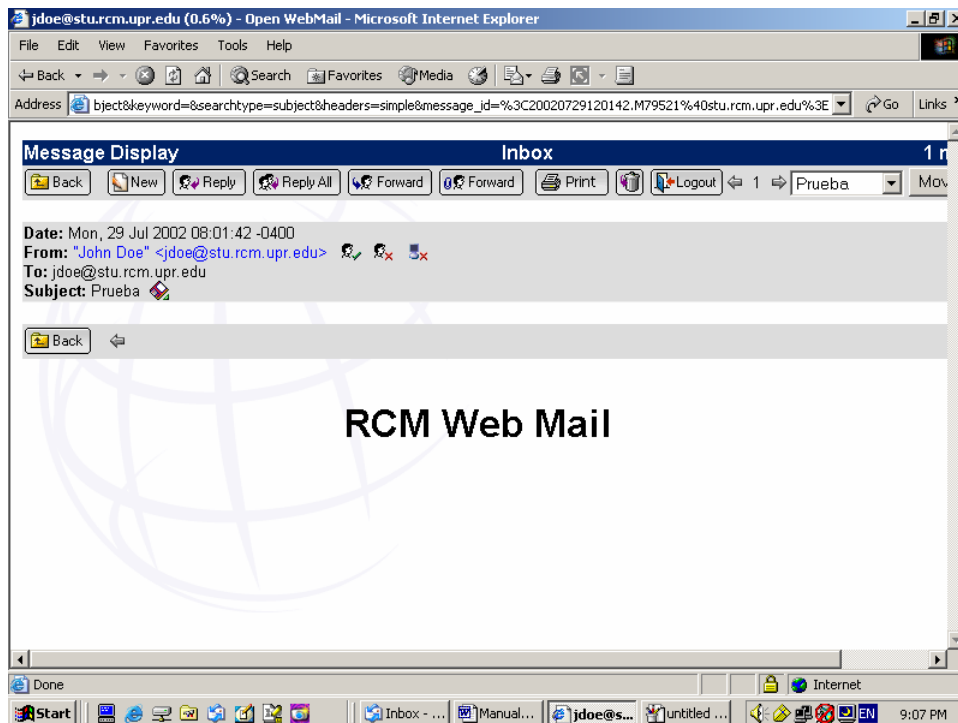 jdoe@stu.rcm.upr.edu (0.6%) - Open WebMail - Microsoft Internet Explorer
File Edit View Favorites Tools Help
Back Search Favorites Media
Address bject&keyword=&searchtype=subject&headers=simple&message_id=%3C20020729120142.M79521%40stu.rcm.upr.edu%3E Go Links
Message Display Inbox 1 m
Back New Reply Reply All Forward Forward Print Logout 1 Prueba Mov
Date: Mon, 29 Jul 2002 08:01:42 -0400
From: "John Doe" <jdoe@stu.rcm.upr.edu>
To: jdoe@stu.rcm.upr.edu
Subject: Prueba
Back
RCM Web Mail
Done Internet
Start Inbox - ... Manual... jdoe@s... untitled ... EN 9:07 PM